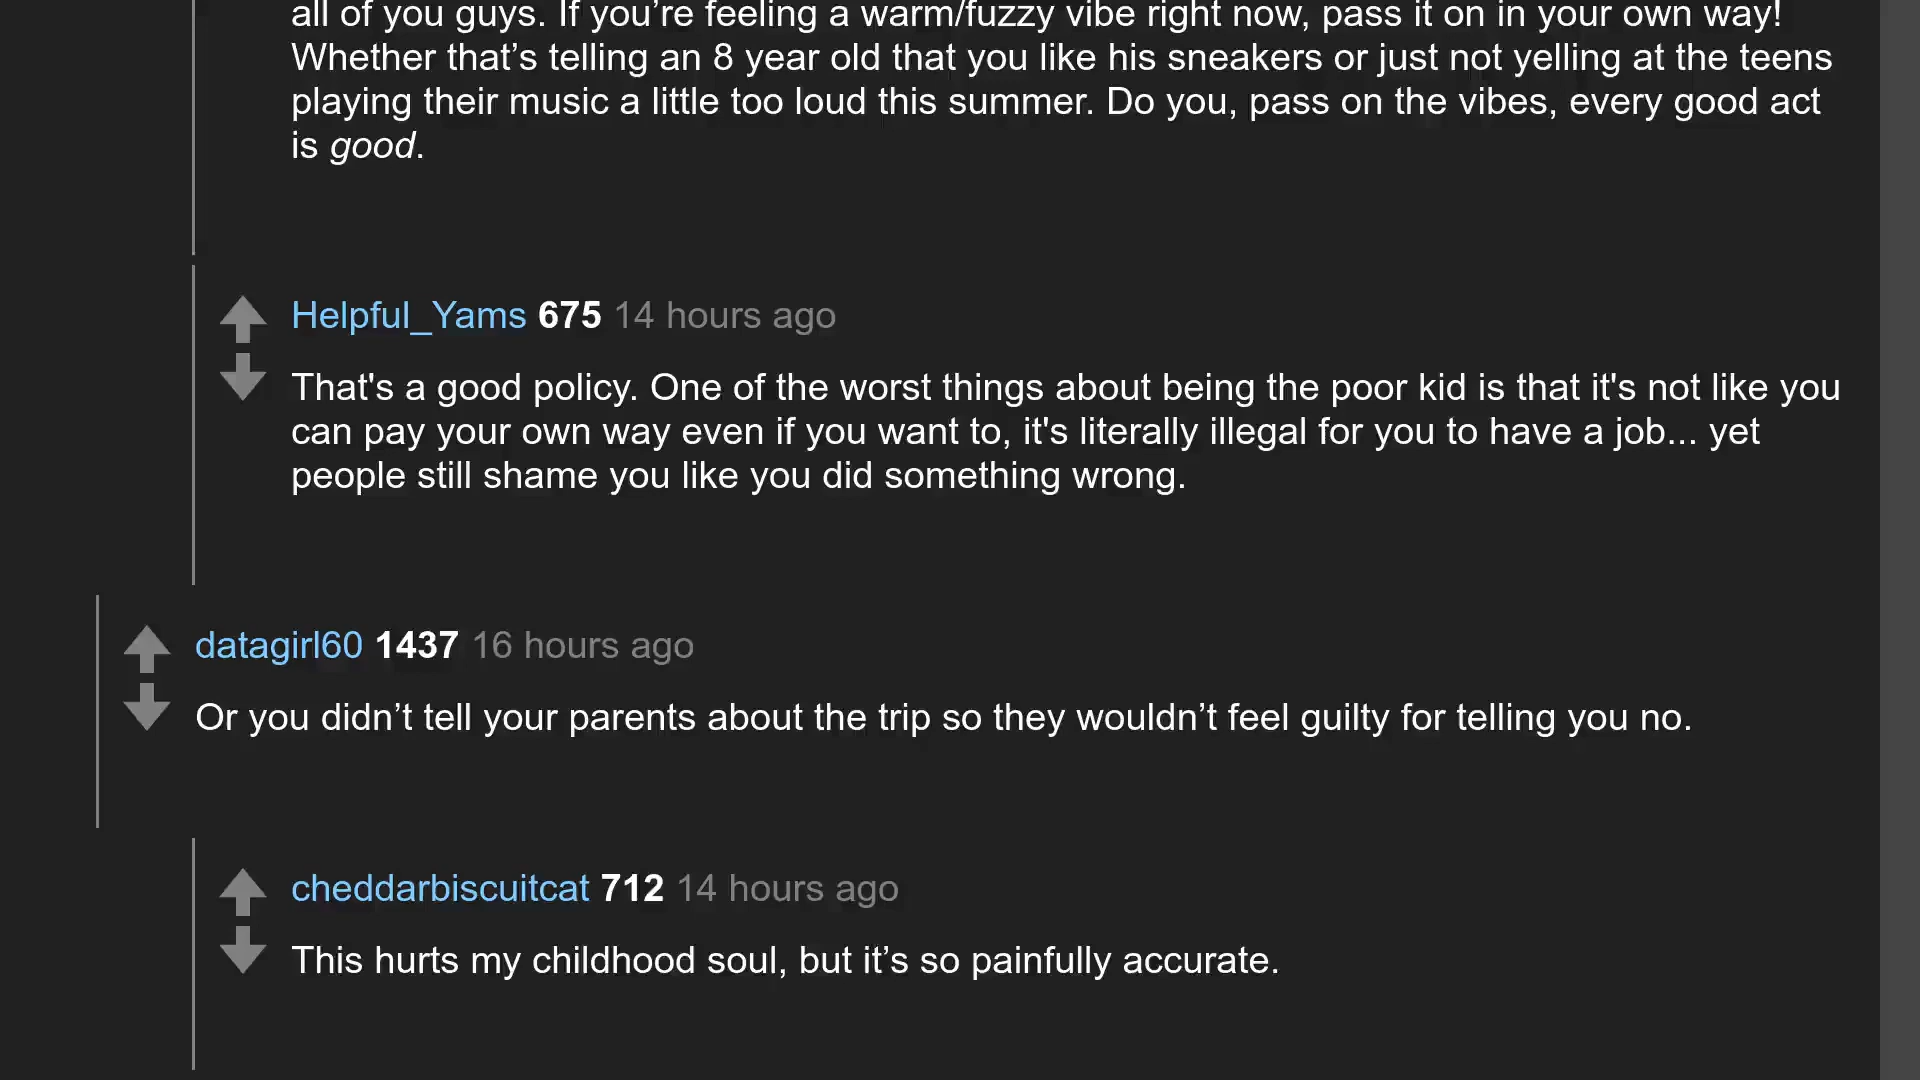 all of you guys. If you’re feeling a warm/fuzzy vibe right now, pass it on in your own way!
Whether that’s telling an 8 year old that you like his sneakers or just not yelling at the teens
playing their music a little too loud this summer. Do you, pass on the vibes, every good act
is good.
Helpful_Yams 675 14 hours ago
That's a good policy. One of the worst things about being the poor kid is that it's not like you
can pay your own way even if you want to, it's literally illegal for you to have a job... yet
people still shame you like you did something wrong.
datagirl60 1437 16 hours ago
Or you didn’t tell your parents about the trip so they wouldn’t feel guilty for telling you no.
cheddarbiscuitcat 712 14 hours ago
This hurts my childhood soul, but it’s so painfully accurate.